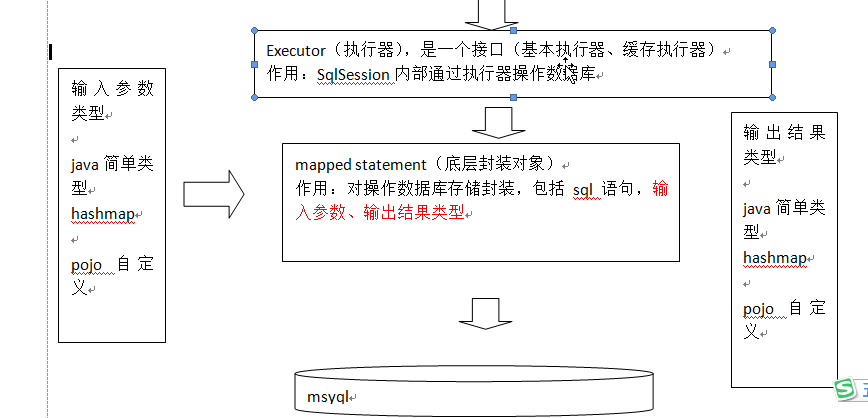 Executor（执行器），是一个接口（基本执行器、缓存执行器）
作用：SqlSession 内部通过执行器操作数据库
输入参数
类型
java 简单类
型
hashmap
pojo 自定
义
mapped statement（底层封装对象）
作用：对操作数据库存储封装，包括 sql 语句，输
入参数、输出结果类型
输出结果
类型
java 简单类
型
hashmap
pojo 自定
义
msyql